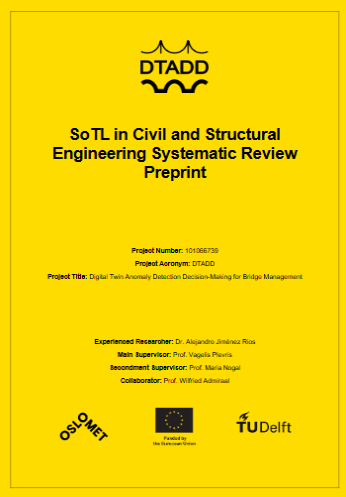 DTADD
SoTL in Civil and Structural
Engineering Systematic Review
Preprint
Project Number: 101066739
Project Acronym: DTADD
Project Title: Digital Twin Anomaly Detection Decision-Making for Bridge Management
Experienced Researcher: Dr. Alejandro Jiménez Rios
Main Supervisor: Prof. Vagelis Plevris
Secondment Supervisor: Prof. Maria Nogal
Collaborator: Prof. Wilfried Admiraal
OSLOMET
Funded by
the European Union
TUDelft